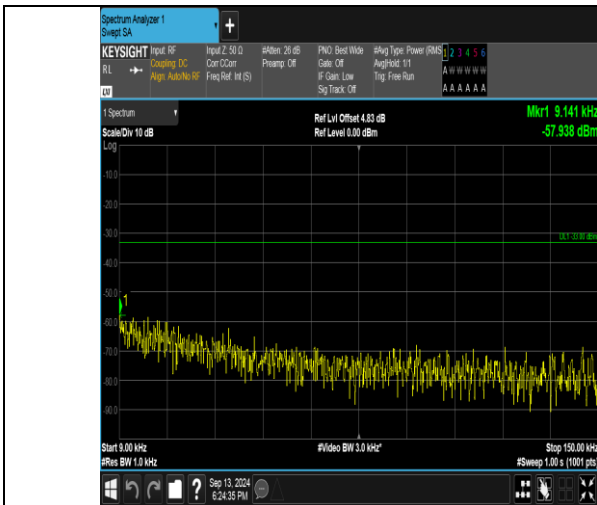 Spectrum Analyzer 1
Swept SA
+
KEYSIGHT Input: RF Input Z: 50 Ω #Atten: 26 dB PNO: Best Wide #Avg Type: Power (RMS 1 2 3 4 5 6
RL Coupling: DC Corr CCorr Preamp: Off Gate: Off Avg|Hold: 1/1 A W W W W W
Align: Auto/No RF Freq Ref: Int (S) IF Gain: Low Trig: Free Run
LXI Sig Track: Off A A A A A A
1 Spectrum Ref Lvl Offset 4.83 dB Mkr1 9.141 kHz
Scale/Div 10 dB Ref Level 0.00 dBm -57.938 dBm
Log
-10.0
-20.0
-30.0
DL1 -33.00 dBm
-40.0
-50.0
1
-60.0
-70.0
-80.0
-90.0
Start 9.00 kHz #Video BW 3.0 kHz* Stop 150.00 kHz
#Res BW 1.0 kHz #Sweep 1.00 s (1001 pts)
? Sep 13, 2024
6:24:35 PM